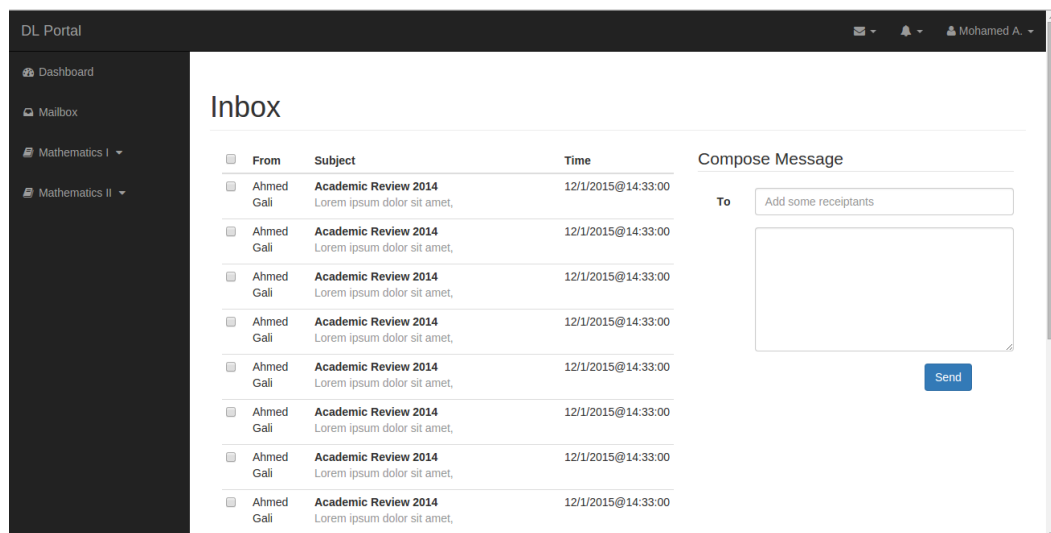 DL Portal
Mohamed A.
Dashboard
Mailbox
Mathematics I
Mathematics II
Inbox
From Subject Time
Ahmed Academic Review 2014 12/1/2015@14:33:00
Gali Lorem ipsum dolor sit amet,
Ahmed Academic Review 2014 12/1/2015@14:33:00
Gali Lorem ipsum dolor sit amet,
Ahmed Academic Review 2014 12/1/2015@14:33:00
Gali Lorem ipsum dolor sit amet,
Ahmed Academic Review 2014 12/1/2015@14:33:00
Gali Lorem ipsum dolor sit amet,
Ahmed Academic Review 2014 12/1/2015@14:33:00
Gali Lorem ipsum dolor sit amet,
Ahmed Academic Review 2014 12/1/2015@14:33:00
Gali Lorem ipsum dolor sit amet,
Ahmed Academic Review 2014 12/1/2015@14:33:00
Gali Lorem ipsum dolor sit amet,
Ahmed Academic Review 2014 12/1/2015@14:33:00
Gali Lorem ipsum dolor sit amet,
Compose Message
To Add some receiptants
Send